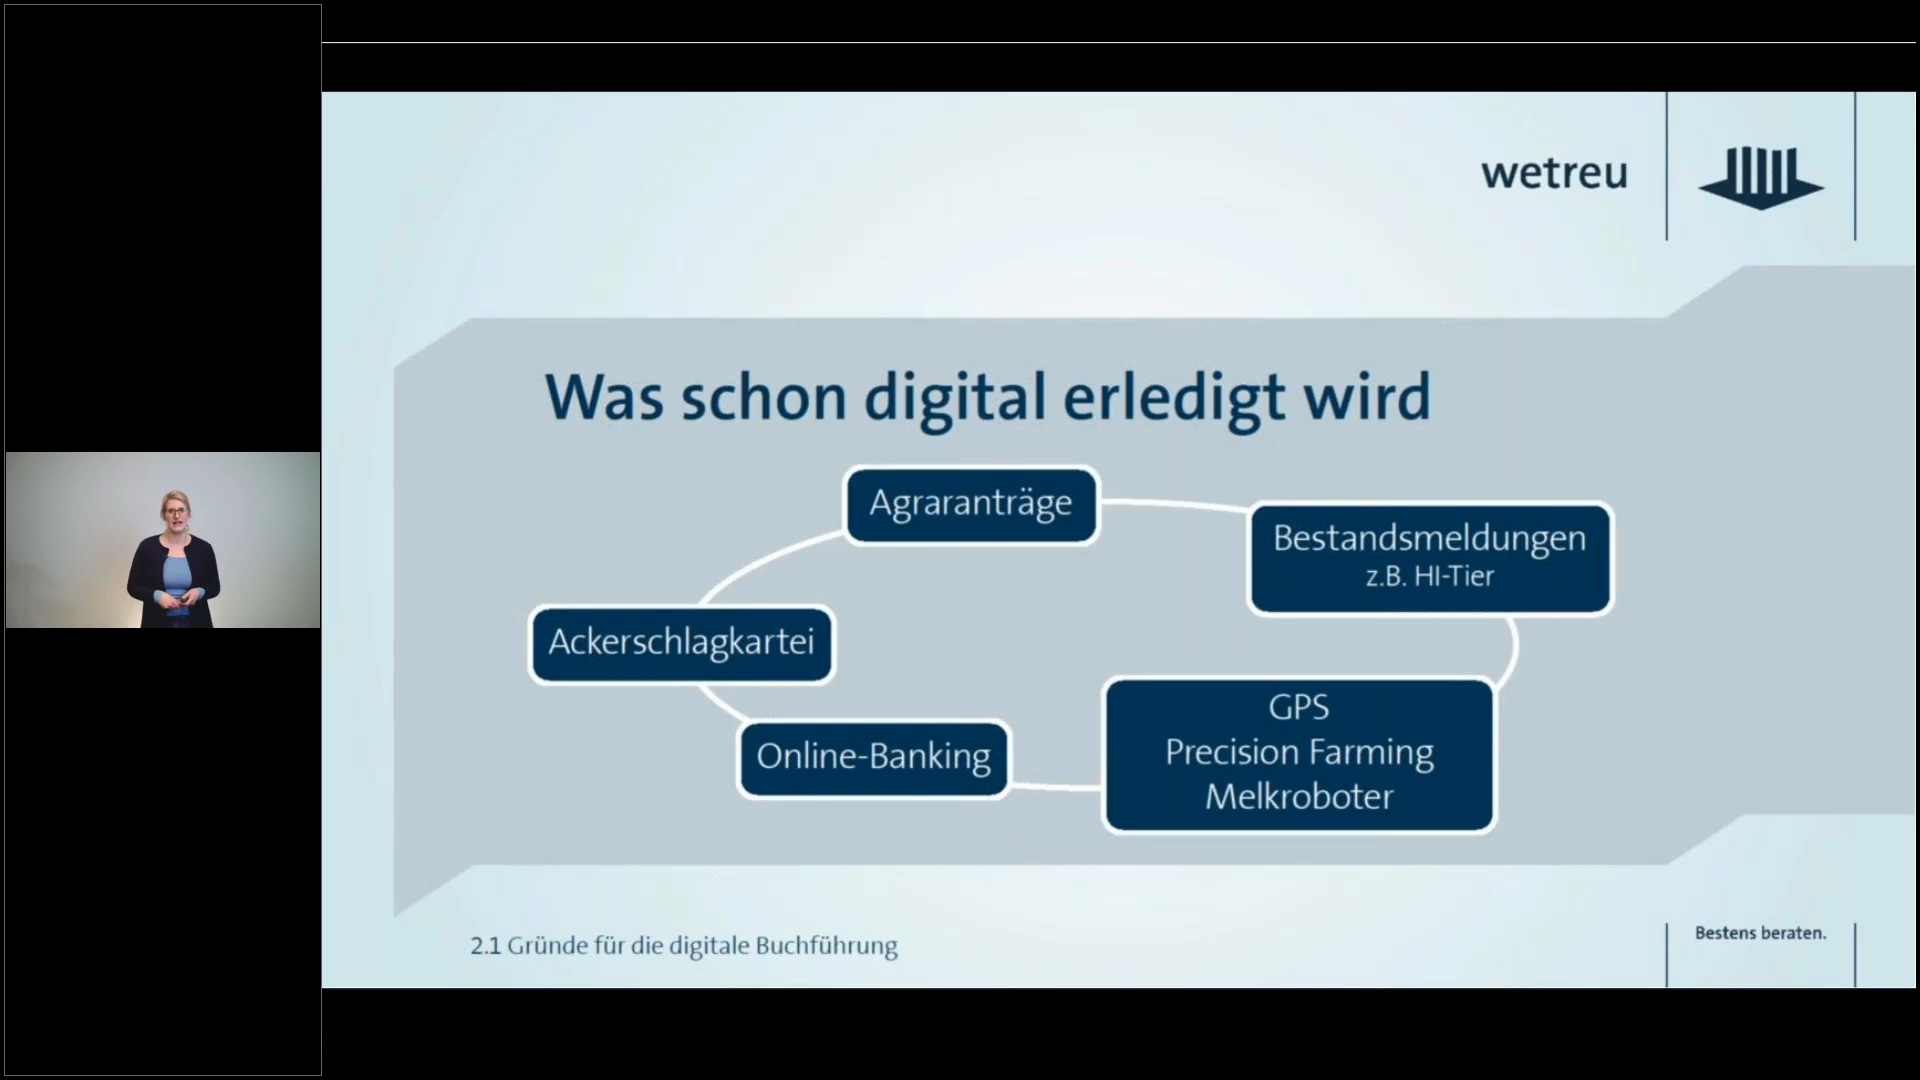 wetreu
Was schon digital erledigt wird
Agraranträge
Bestandsmeldungen
z.B. HI-Tier
Ackerschlagkartei
GPS
Precision Farming
Melkroboter
Online-Banking
2.1 Gründe für die digitale Buchführung
Bestens beraten.